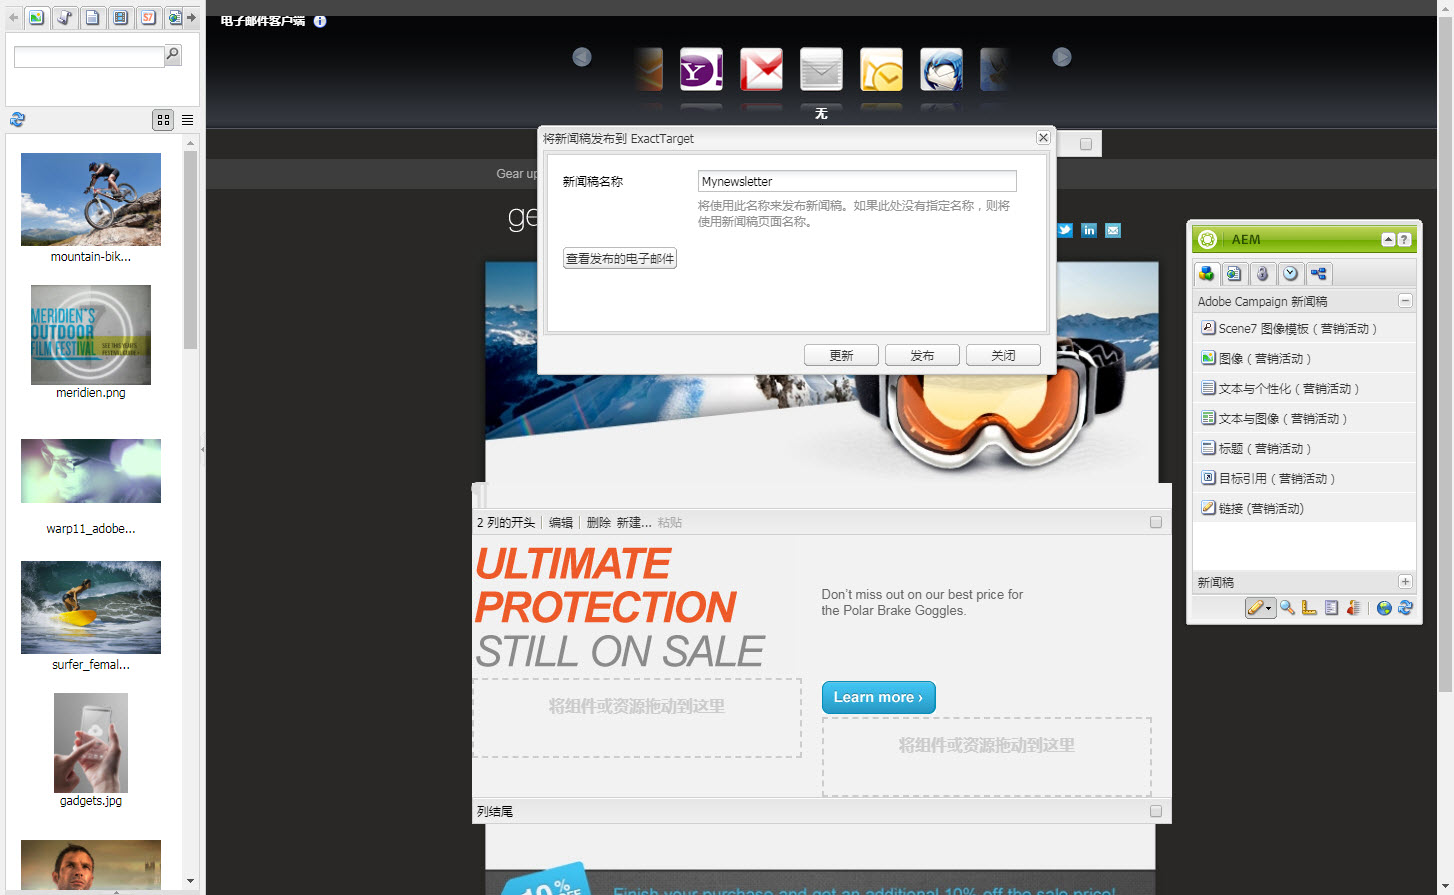 电子邮件客户端
无
将新闻稿发布到 ExactTarget
新闻稿名称
Mynewsletter
将使用此名称来发布新闻稿。如果此处没有指定名称，则将
使用新闻稿页面名称。
查看发布的电子邮件
更新
发布
关闭
Gear up
ge
mountain-bik...
MERIDIEN'S
OUTDOOR
FILM FESTIVAL
meridien.png
warp11_adobe...
surfer_femal...
gadgets.jpg
AEM
Adobe Campaign 新闻稿
Scene7 图像模板（营销活动）
图像（营销活动）
文本与个性化（营销活动）
文本与图像（营销活动）
标题（营销活动）
目标引用（营销活动）
链接 (营销活动)
新闻稿
2 列的开头 编辑 删除 新建... 粘贴
ULTIMATE
PROTECTION
STILL ON SALE
Don't miss out on our best price for
the Polar Brake Goggles.
将组件或资源拖动到这里
Learn more ›
将组件或资源拖动到这里
列结尾
10%
Finish your purchase and get an additional 10% off the sale price!